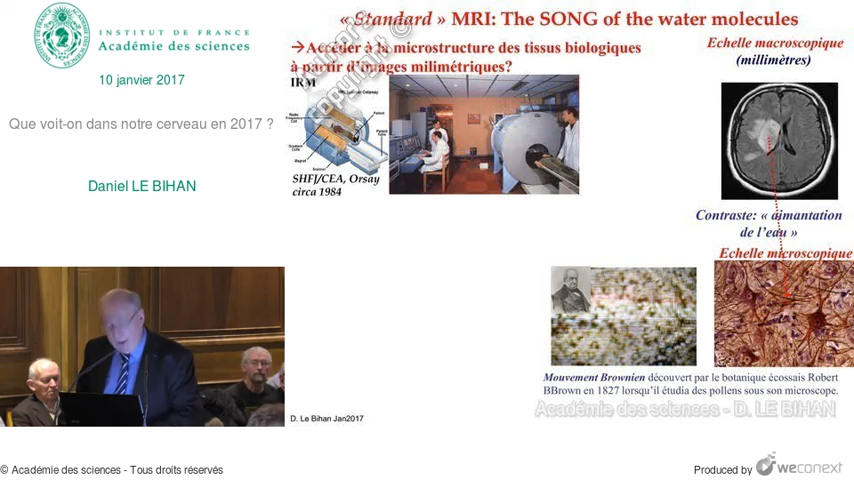 INSTITUT DE FRANCE
Académie des sciences
10 janvier 2017
Que voit-on dans notre cerveau en 2017 ?
Daniel LE BIHAN
« Standard » MRI: The SONG of the water molecules
→Accéder à la microstructure des tissus biologiques
à partir d'images milimétriques?
IRM
Echelle macroscopique
(millimètres)
SHFJ/CEA, Orsay
circa 1984
Contraste: « aimantation
de l'eau »
Echelle microscopique
Mouvement Brownien découvert par le botanique écossais Robert
BBrown en 1827 lorsqu'il étudia des pollens sous son microscope.
Académie des sciences - D. LE BIHAN
D. Le Bihan Jan2017
© Académie des sciences - Tous droits réservés
Produced by weconext